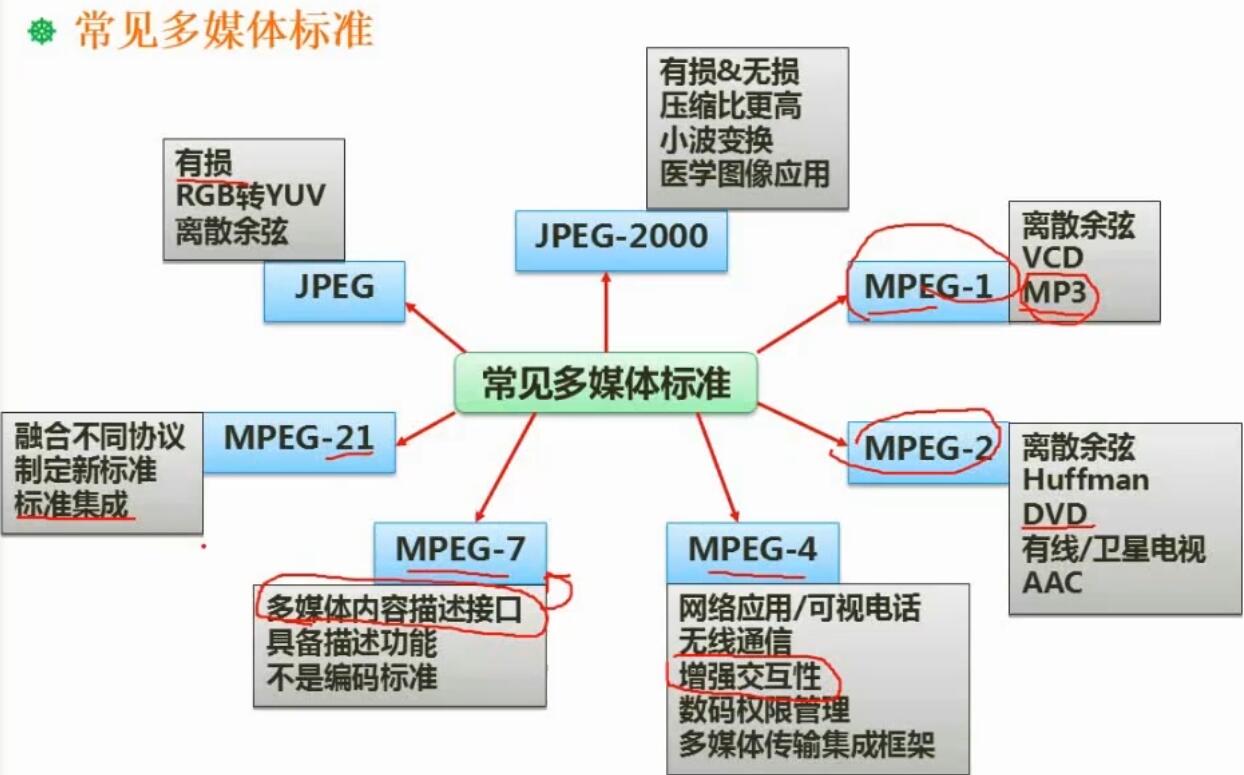 常见多媒体标准
有损&无损
压缩比更高
小波变换
医学图像应用
JPEG-2000
有损
RGB转YUV
离散余弦
JPEG
离散余弦
VCD
MP3
MPEG-1
常见多媒体标准
融合不同协议
制定新标准
标准集成
MPEG-21
MPEG-2
离散余弦
Huffman
DVD
有线/卫星电视
AAC
MPEG-7
多媒体内容描述接口
具备描述功能
不是编码标准
MPEG-4
网络应用/可视电话
无线通信
增强交互性
数码权限管理
多媒体传输集成框架